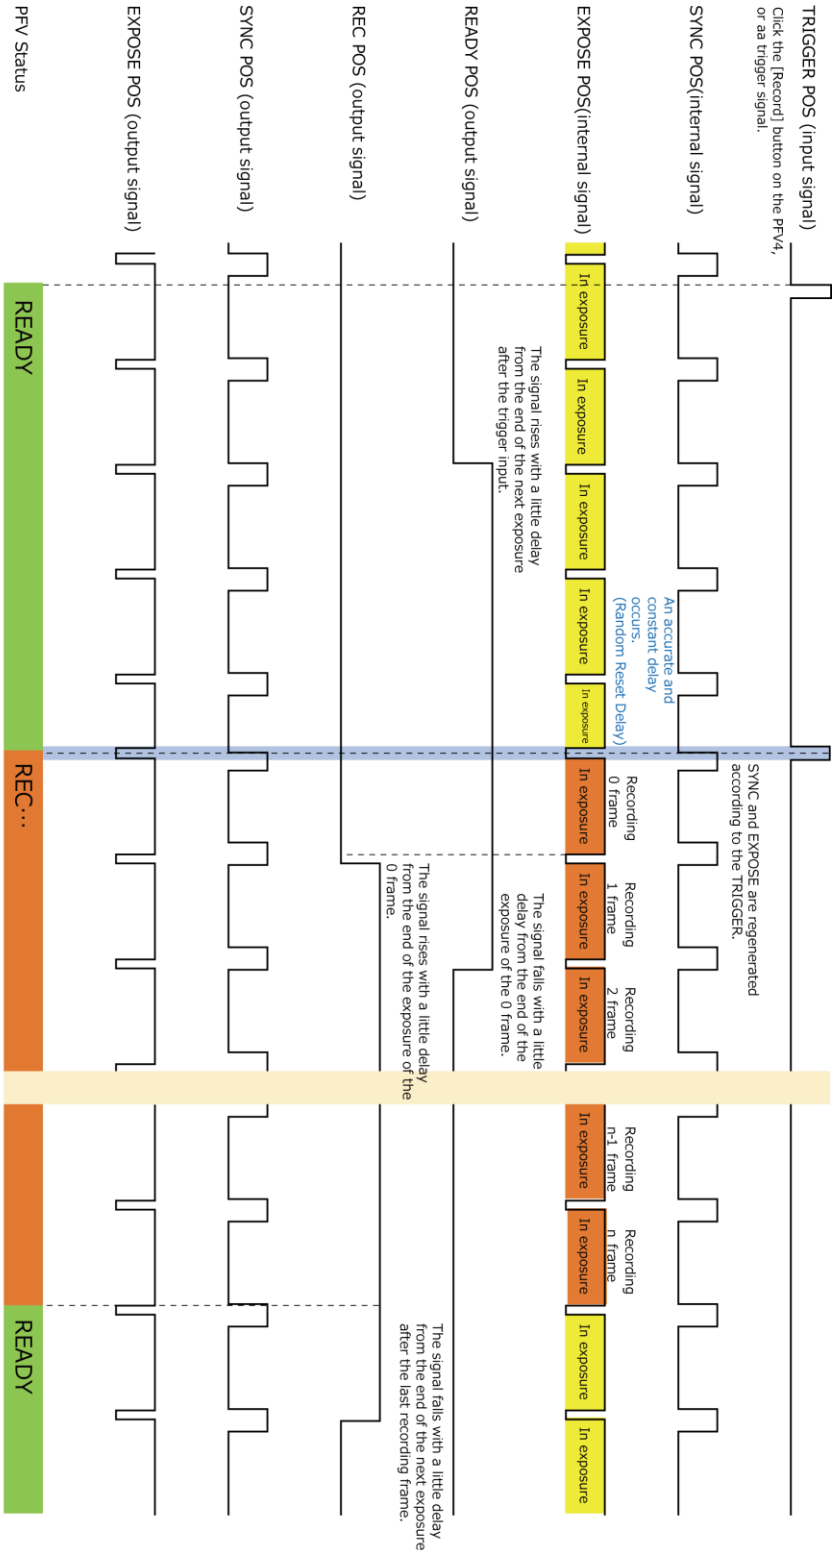 TRIGGER POS (input signal)
Click the [Record] button on the PFV4,
or aa trigger signal.
SYNC and EXPOSE are regenerated
according to the TRIGGER.
SYNC POS(internal signal)
An accurate and
constant delay
occurs.
(Random Reset Delay)
Recording
0 frame
Recording
1 frame
Recording
2 frame
Recording
n-1 frame
Recording
n frame
EXPOSE POS(internal signal)
In exposure
In exposure
In exposure
In exposure
In exposure
In exposure
In exposure
In exposure
In exposure
In exposure
In exposure
In exposure
The signal rises with a little delay
from the end of the next exposure
after the trigger input.
The signal falls with a little
delay from the end of the
exposure of the 0 frame.
READY POS (output signal)
The signal rises with a little delay
from the end of the exposure of the
0 frame.
The signal falls with a little delay
from the end of the next exposure
after the last recording frame.
REC POS (output signal)
SYNC POS (output signal)
EXPOSE POS (output signal)
PFV Status
READY
REC…
READY